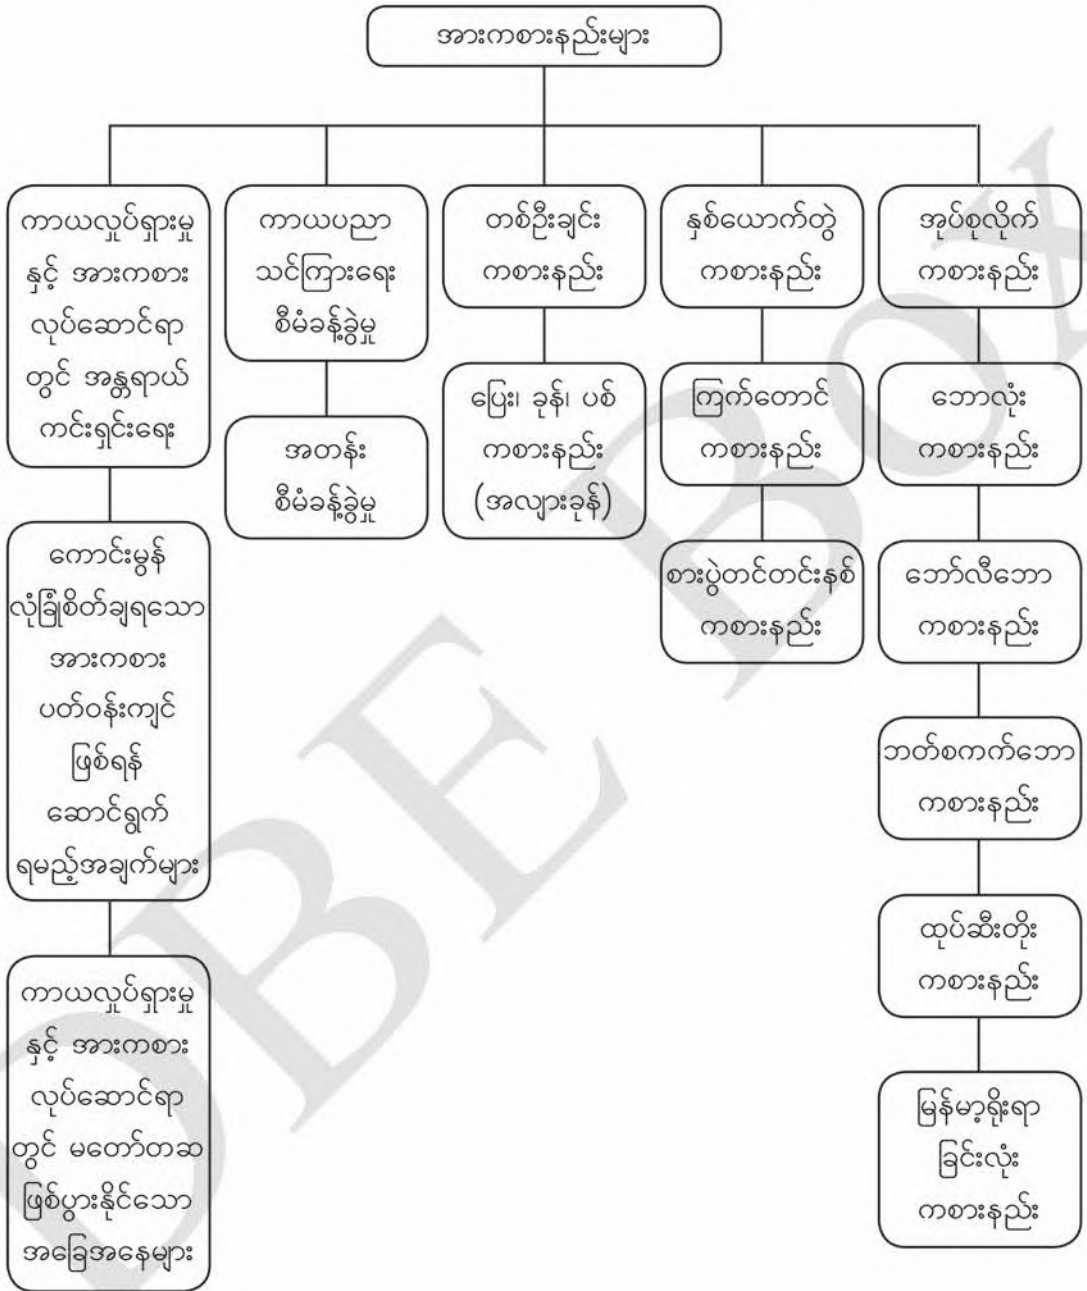 အားကစားနည်းများ
ကာယလှုပ်ရှားမှု
နှင့် အားကစား
လုပ်ဆောင်ရာ
တွင် အန္တရာယ်
ကင်းရှင်းရေး
ကောင်းမွန်
လုံခြုံစိတ်ချရသော
အားကစား
ပတ်ဝန်းကျင်
ဖြစ်ရန်
ဆောင်ရွက်
ရမည့်အချက်များ
ကာယလှုပ်ရှားမှု
နှင့် အားကစား
လုပ်ဆောင်ရာ
တွင် မတော်တဆ
ဖြစ်ပွားနိုင်သော
အခြေအနေများ
ကာယပညာ
သင်ကြားရေး
စီမံခန့်ခွဲမှု
အတန်း
စီမံခန့်ခွဲမှု
တစ်ဦးချင်း
ကစားနည်း
ပြေး၊ ခုန်၊ ပစ်
ကစားနည်း
(အလျားခုန်)
နှစ်ယောက်တွဲ
ကစားနည်း
ကြက်တောင်
ကစားနည်း
စားပွဲတင်တင်းနစ်
ကစားနည်း
အုပ်စုလိုက်
ကစားနည်း
ဘောလုံး
ကစားနည်း
ဘော်လီဘော
ကစားနည်း
ဘတ်စကက်ဘော
ကစားနည်း
ထုပ်ဆီးတိုး
ကစားနည်း
မြန်မာ့ရိုးရာ
ခြင်းလုံး
ကစားနည်း
DBE BOX